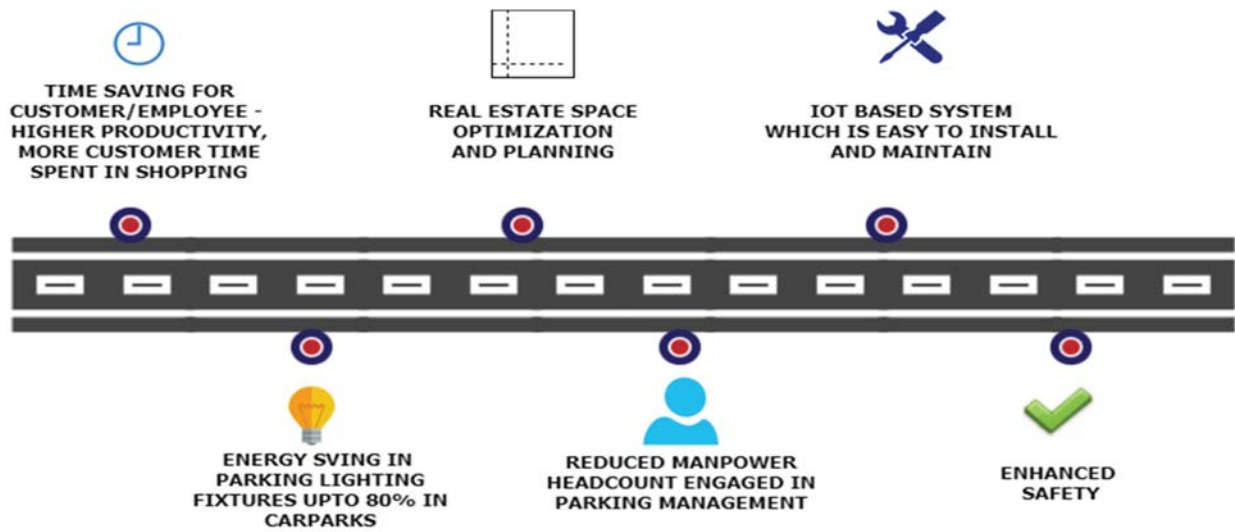 TIME SAVING FOR
CUSTOMER/EMPLOYEE -
HIGHER PRODUCTIVITY,
MORE CUSTOMER TIME
SPENT IN SHOPPING
REAL ESTATE SPACE
OPTIMIZATION
AND PLANNING
IOT BASED SYSTEM
WHICH IS EASY TO INSTALL
AND MAINTAIN
ENERGY SVING IN
PARKING LIGHTING
FIXTURES UPTO 80% IN
CARPARKS
REDUCED MANPOWER
HEADCOUNT ENGAGED IN
PARKING MANAGEMENT
ENHANCED
SAFETY